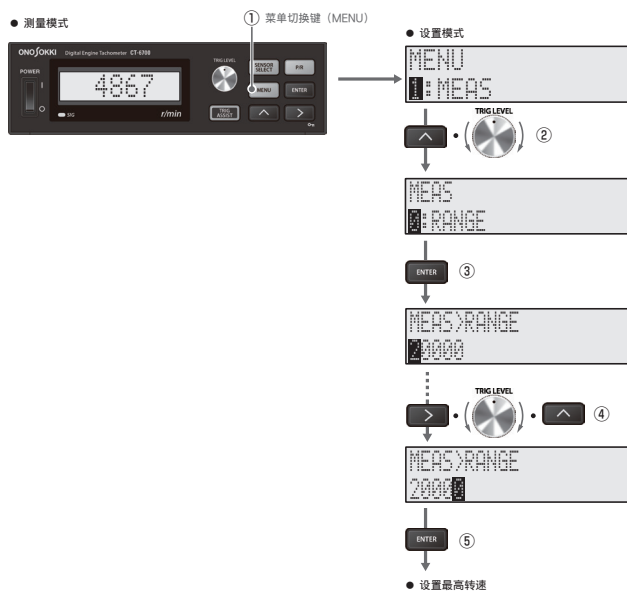 ● 测量模式
① 菜单切换键（MENU）
ONO SOKKI Digital Engine Tachometer CT-6700
POWER
I
○
4867
SIG
r/min
TRIG LEVEL
SENSOR SELECT
P/R
MENU
ENTER
TRIG ASSIST
● 设置模式
MENU
1:MEAS
TRIG LEVEL
②
MEAS
0:RANGE
ENTER ③
MEAS>RANGE
20000
TRIG LEVEL
④
MEAS>RANGE
20000
ENTER ⑤
● 设置最高转速